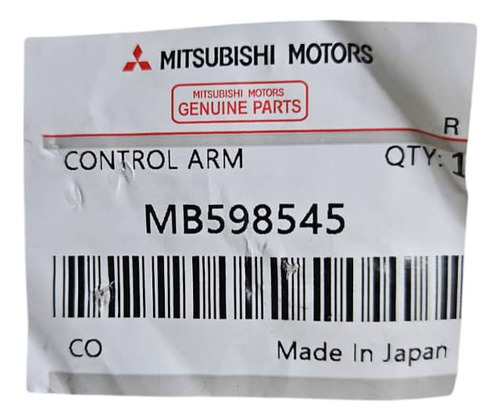 MITSUBISHI MOTORS
MITSUBISHI MOTORS
GENUINE PARTS
R
CONTROL ARM QTY: 1
MB598545
CO Made In Japan